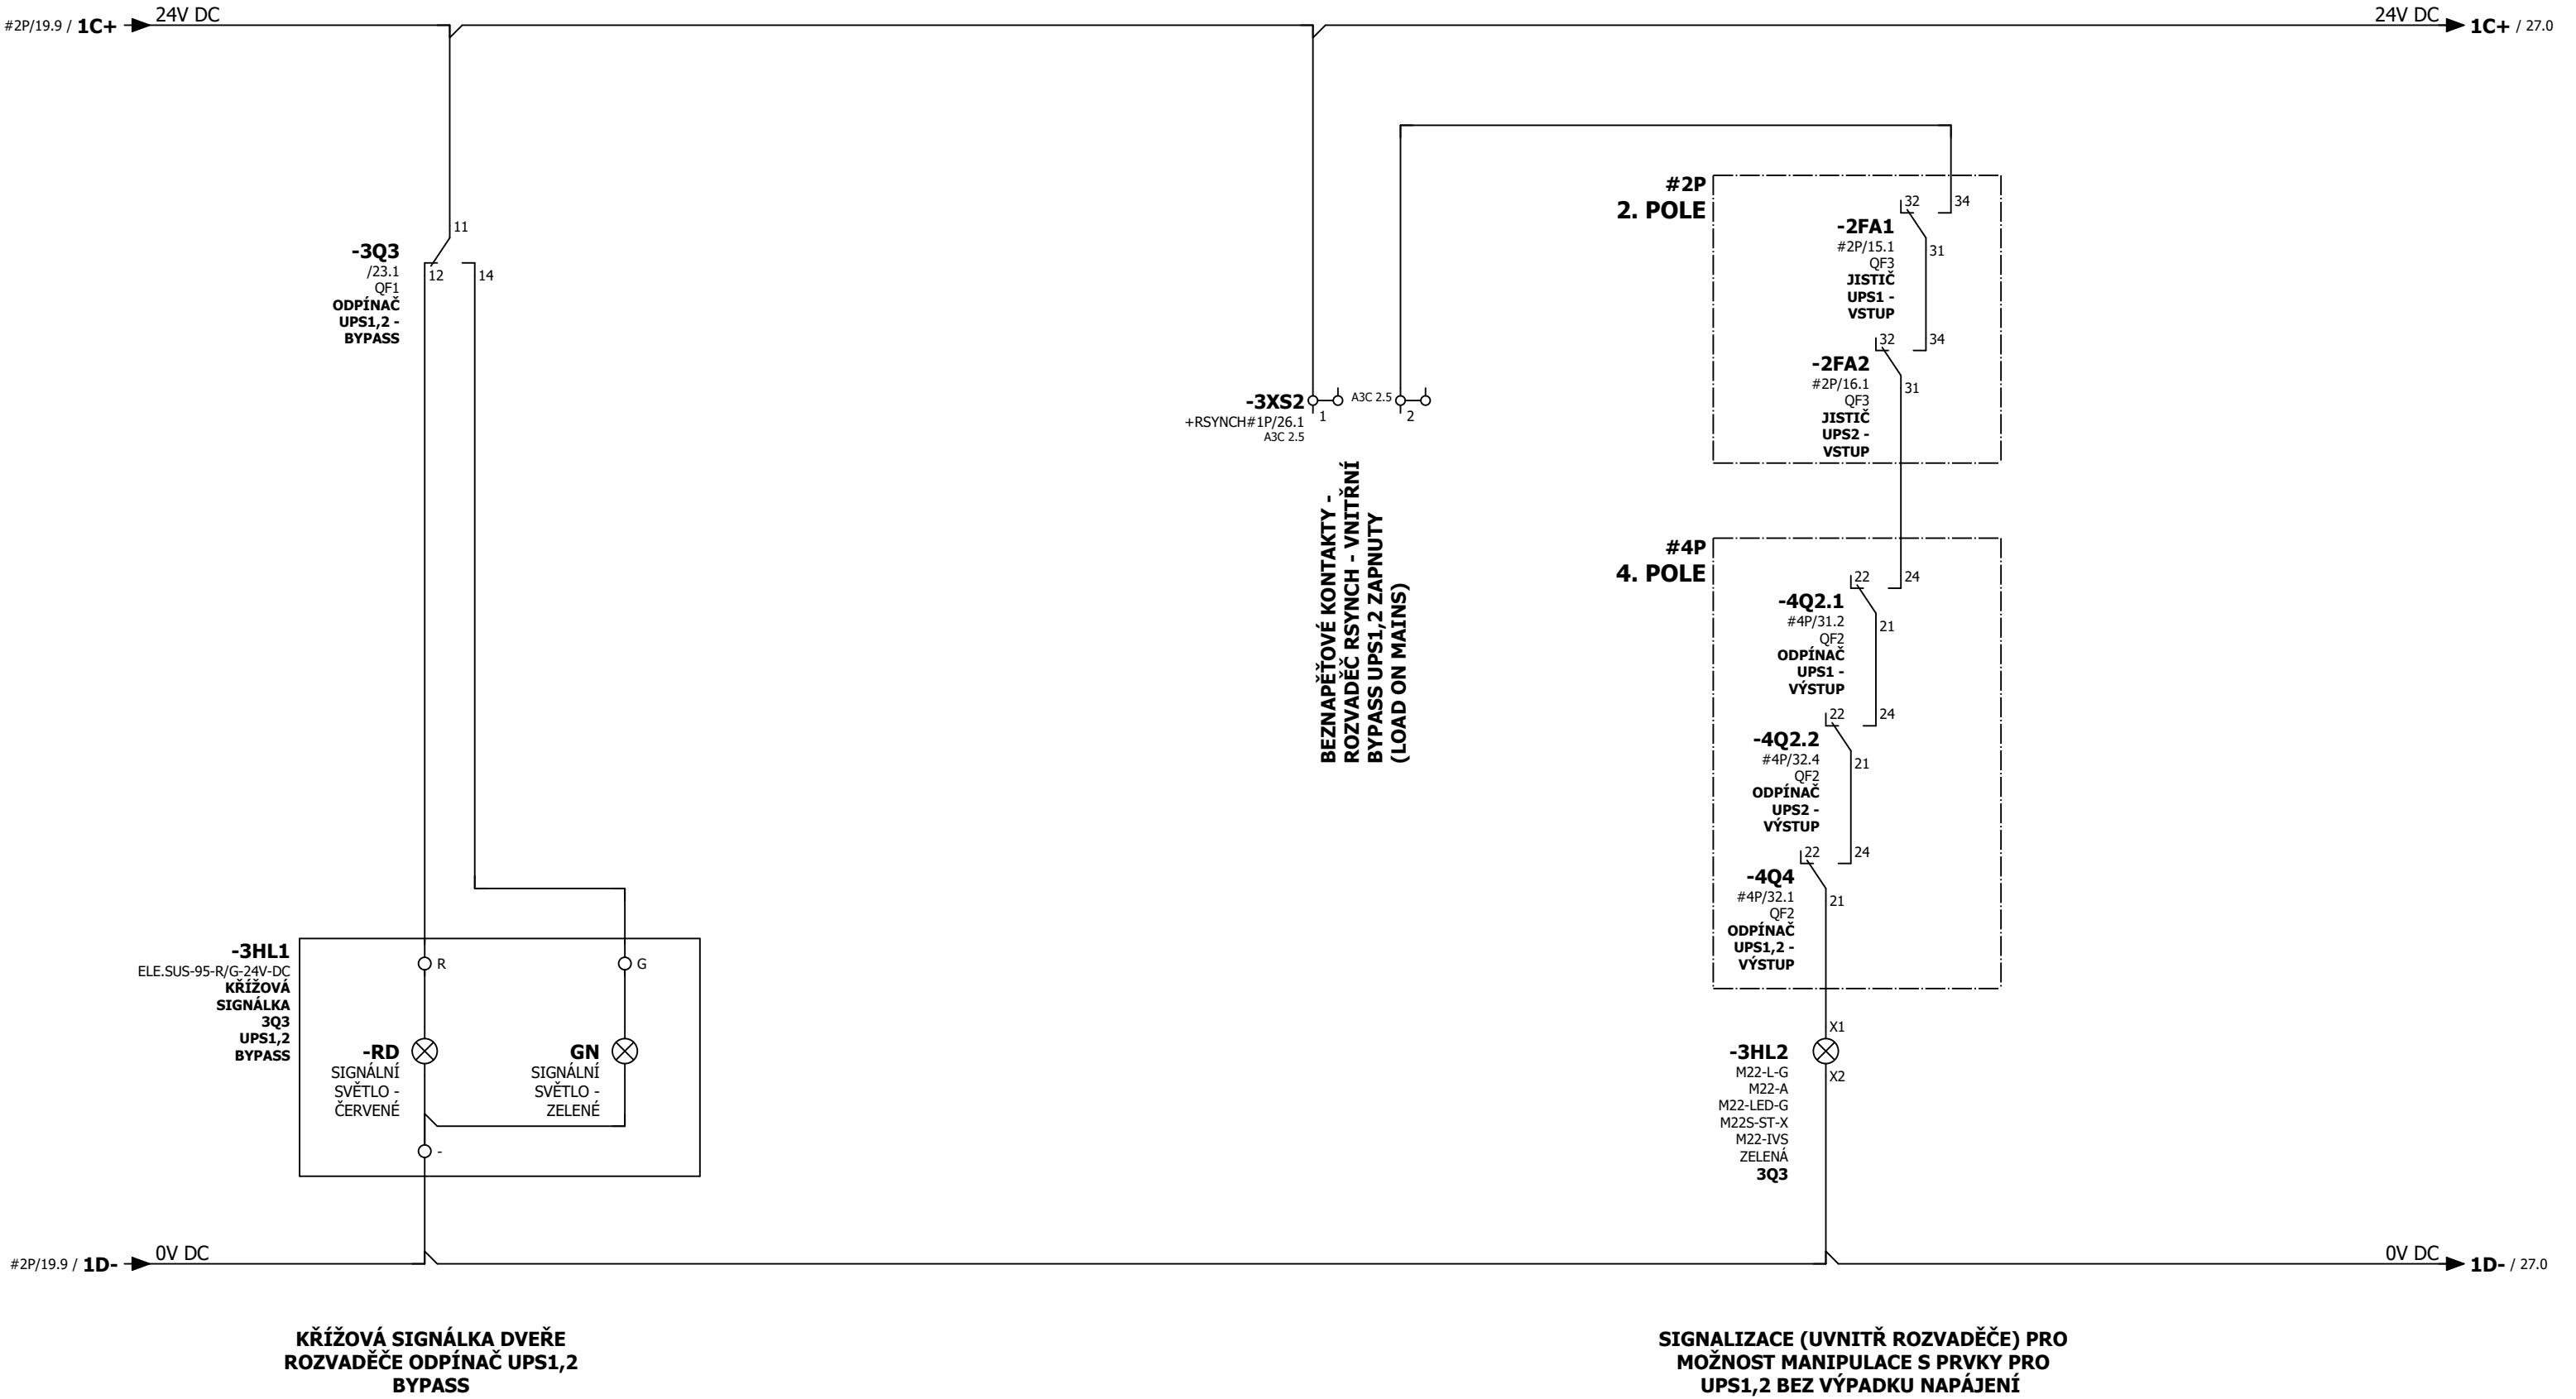 #2P/19.9 / 1C+
24V DC
24V DC
1C+ / 27.0
11
-3Q3
/23.1
QF1
ODPÍNAČ
UPS1,2 -
BYPASS
12
14
-3XS2
+RSYNCH#1P/26.1
A3C 2.5
1
A3C 2.5
2
BEZNAPĚŤOVÉ KONTAKTY -
ROZVADĚČ RSYNCH - VNITŘNÍ
BYPASS UPS1,2 ZAPNUTY
(LOAD ON MAINS)
#2P
2. POLE
32
34
-2FA1
#2P/15.1
QF3
JISTIČ
UPS1 -
VSTUP
31
32
34
-2FA2
#2P/16.1
QF3
JISTIČ
UPS2 -
VSTUP
31
#4P
4. POLE
22
24
-4Q2.1
#4P/31.2
QF2
ODPÍNAČ
UPS1 -
VÝSTUP
21
22
24
-4Q2.2
#4P/32.4
QF2
ODPÍNAČ
UPS2 -
VÝSTUP
21
22
24
-4Q4
#4P/32.1
QF2
ODPÍNAČ
UPS1,2 -
VÝSTUP
21
-3HL1
ELE.SUS-95-R/G-24V-DC
KŘÍŽOVÁ
SIGNÁLKA
3Q3
UPS1,2
BYPASS
R
G
-RD
SIGNÁLNÍ
SVĚTLO -
ČERVENÉ
GN
SIGNÁLNÍ
SVĚTLO -
ZELENÉ
-
X1
-3HL2
M22-L-G
M22-A
M22-LED-G
M22S-ST-X
M22-IVS
ZELENÁ
3Q3
X2
#2P/19.9 / 1D-
0V DC
0V DC
1D- / 27.0
KŘÍŽOVÁ SIGNÁLKA DVEŘE
ROZVADĚČE ODPÍNAČ UPS1,2
BYPASS
SIGNALIZACE (UVNITŘ ROZVADĚČE) PRO
MOŽNOST MANIPULACE S PRVKY PRO
UPS1,2 BEZ VÝPADKU NAPÁJENÍ